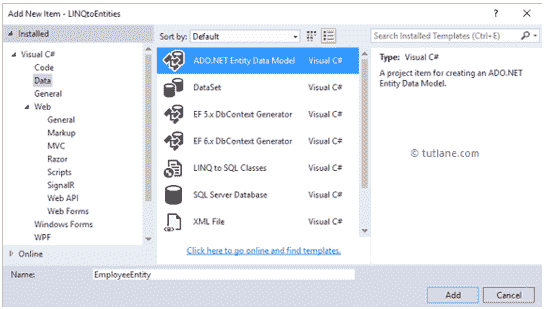 Add New Item - LINQtoEntities
? ×
Installed
Sort by: Default
Search Installed Templates (Ctrl+E)
Visual C#
Code
Data
General
Web
General
Markup
MVC
Razor
Scripts
SignalR
Web API
Web Forms
Windows Forms
WPF
Online
ADO.NET Entity Data Model Visual C#
DataSet Visual C#
EF 5.x DbContext Generator Visual C#
EF 6.x DbContext Generator Visual C#
LINQ to SQL Classes Visual C#
SQL Server Database Visual C#
XML File Visual C#
Click here to go online and find templates.
Type: Visual C#
A project item for creating an ADO.NET
Entity Data Model.
© tutlane.com
Name: EmployeeEntity
Add Cancel